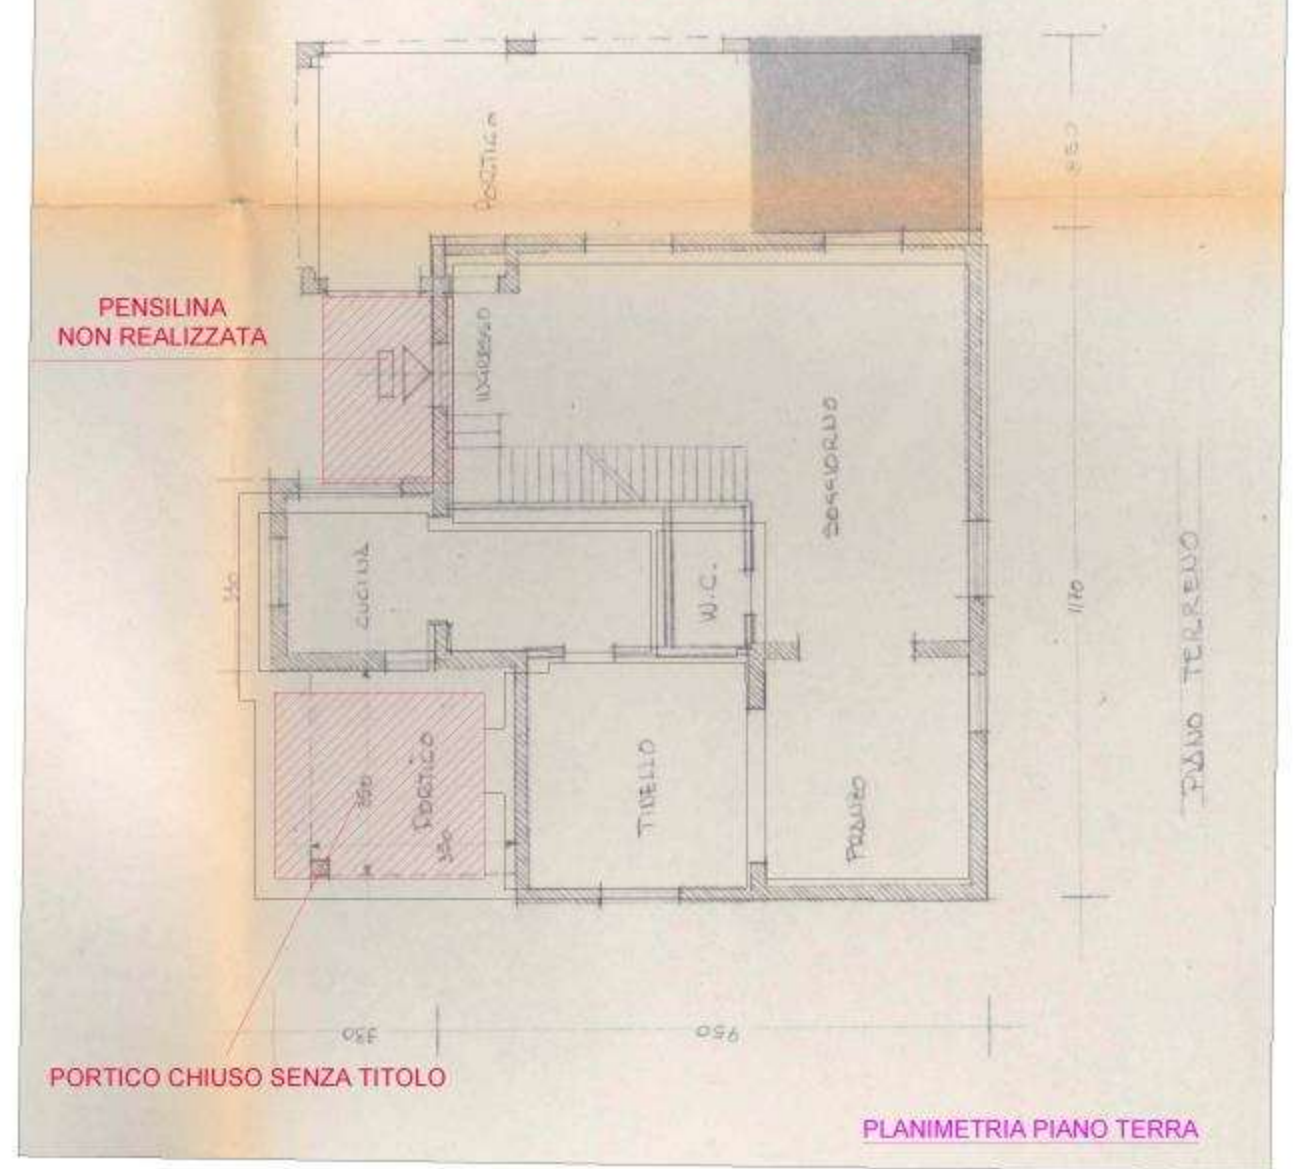 PORTICO
PENSILINA
NON REALIZZATA
INGRESSO
SOGGIORNO
CUCINA
W.C.
1170
PIANO TERRENO
PORTICO
350
TINELLO
PRANZO
330
950
PORTICO CHIUSO SENZA TITOLO
PLANIMETRIA PIANO TERRA